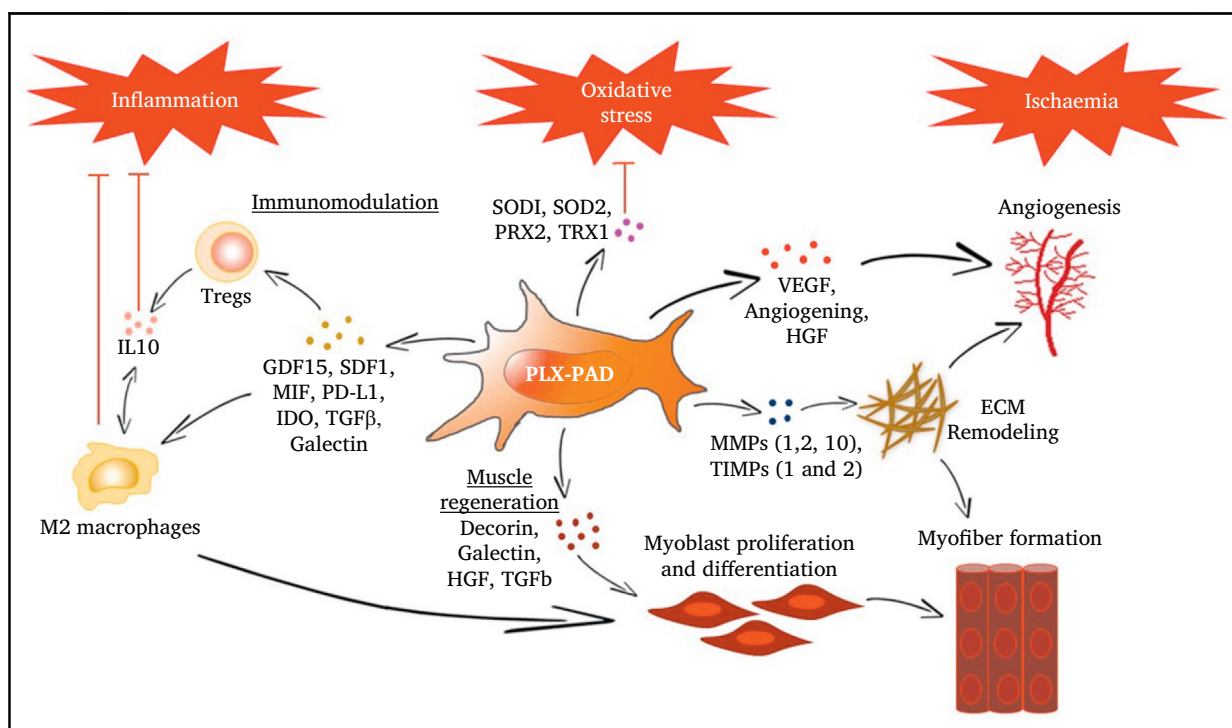 Inflammation
Oxidative
stress
Ischaemia
Immunomodulation
SODI, SOD2,
PRX2, TRX1
Angiogenesis
Tregs
VEGF,
Angiogening,
HGF
IL10
GDF15, SDF1,
MIF, PD-L1,
IDO, TGFβ,
Galectin
PLX-PAD
ECM
Remodeling
MMPs (1,2, 10),
TIMPs (1 and 2)
M2 macrophages
Muscle
regeneration
Decorin,
Galectin,
HGF, TGFb
Myoblast proliferation
and differentiation
Myofiber formation